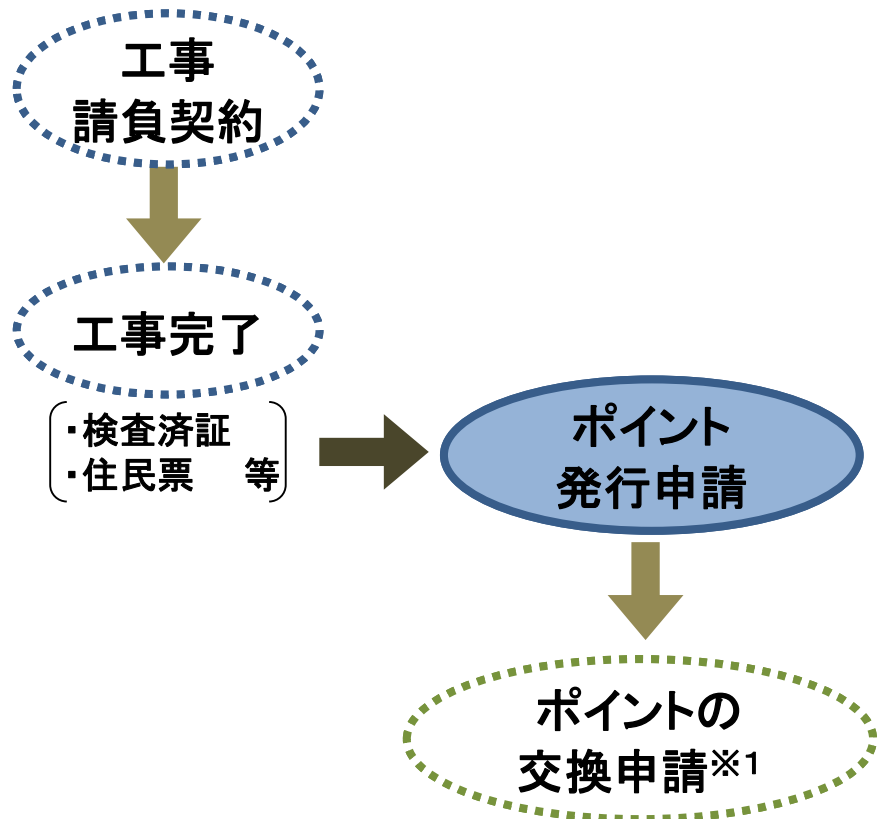 工事
請負契約
工事完了
・検査済証
・住民票　等
ポイント
発行申請
ポイントの
交換申請※1